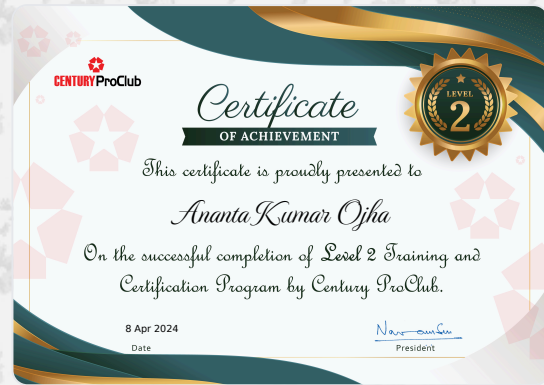 CENTURY ProClub
LEVEL
2
Certificate
OF ACHIEVEMENT
This certificate is proudly presented to
Ananta Kumar Ojha
On the successful completion of Level 2 Training and
Certification Program by Century ProClub.
8 Apr 2024
Date
President